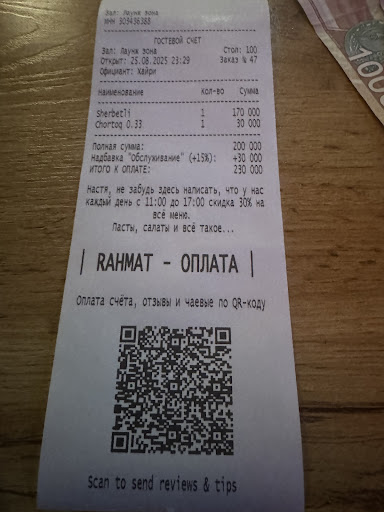 Зал: Лаунж зона
ИНН 303436388
ГОСТЕВОЙ СЧЕТ
Зал: Лаунж зона Стол: 100
Открыт: 25.08.2025 23:29 Заказ № 47
Официант: Хайри
Наименование Кол-во Сумма
Sherbetli 1 170 000
Chortoq 0.33 1 30 000
Полная сумма: 200 000
Надбавка "Обслуживание" (+15%): +30 000
ИТОГО К ОПЛАТЕ: 230 000
Настя, не забудь здесь написать, что у нас
каждый день с 11:00 до 17:00 скидка 30% на
всё меню.
Пасты, салаты и всё такое...
| RAHMAT - ОПЛАТА |
Оплата счёта, отзывы и чаевые по QR-коду
Scan to send reviews & tips